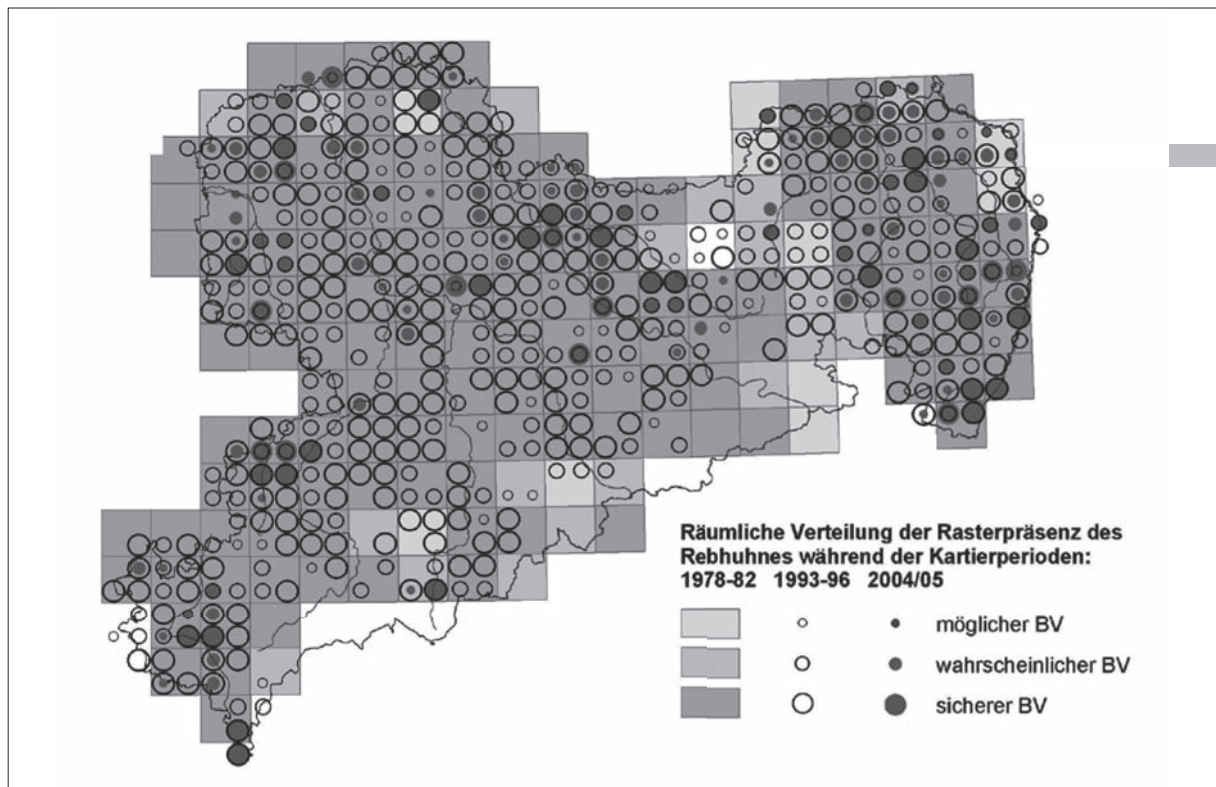 Räumliche Verteilung der Rasterpräsenz des
Rebhuhnes während der Kartierperioden:
1978-82 1993-96 2004/05
möglicher BV
wahrscheinlicher BV
sicherer BV